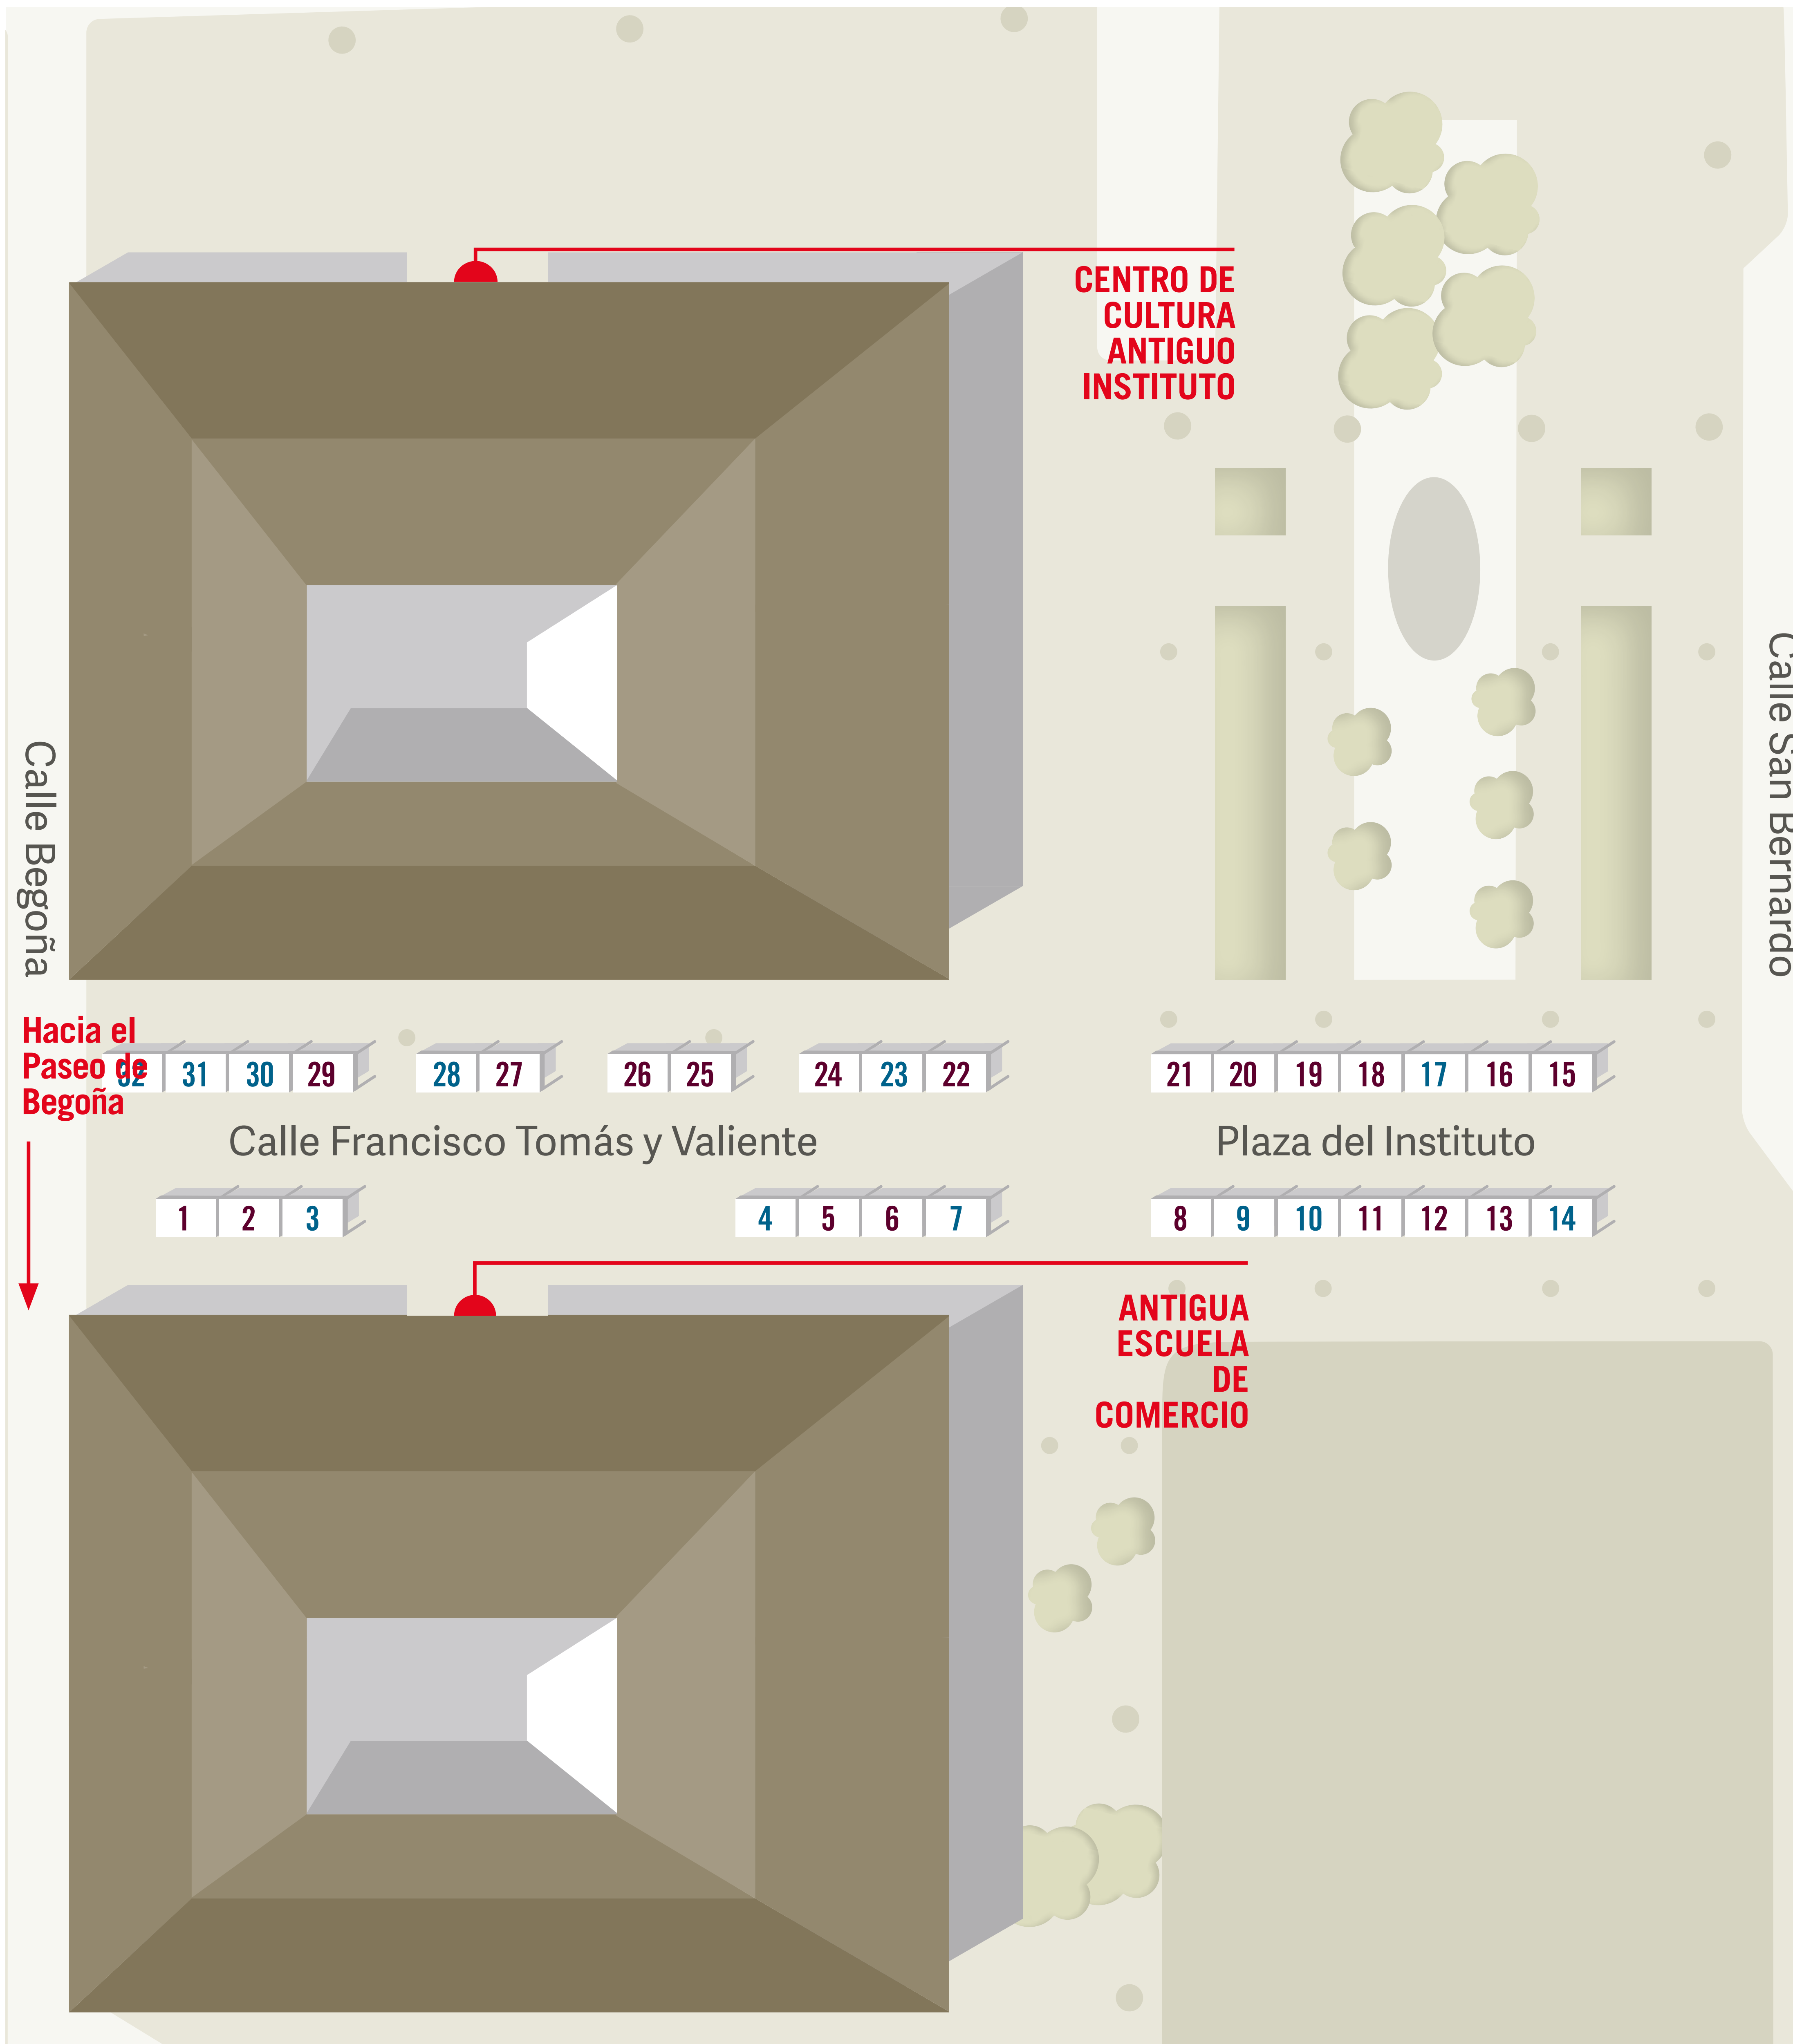 CENTRO DE
CULTURA
ANTIGUO
INSTITUTO
Calle San Bernardo
Calle Begoña
Hacia el
Paseo de
Begoña
32 31 30 29 28 27 26 25 24 23 22 21 20 19 18 17 16 15
Calle Francisco Tomás y Valiente Plaza del Instituto
1 2 3 4 5 6 7 8 9 10 11 12 13 14
ANTIGUA
ESCUELA
DE
COMERCIO